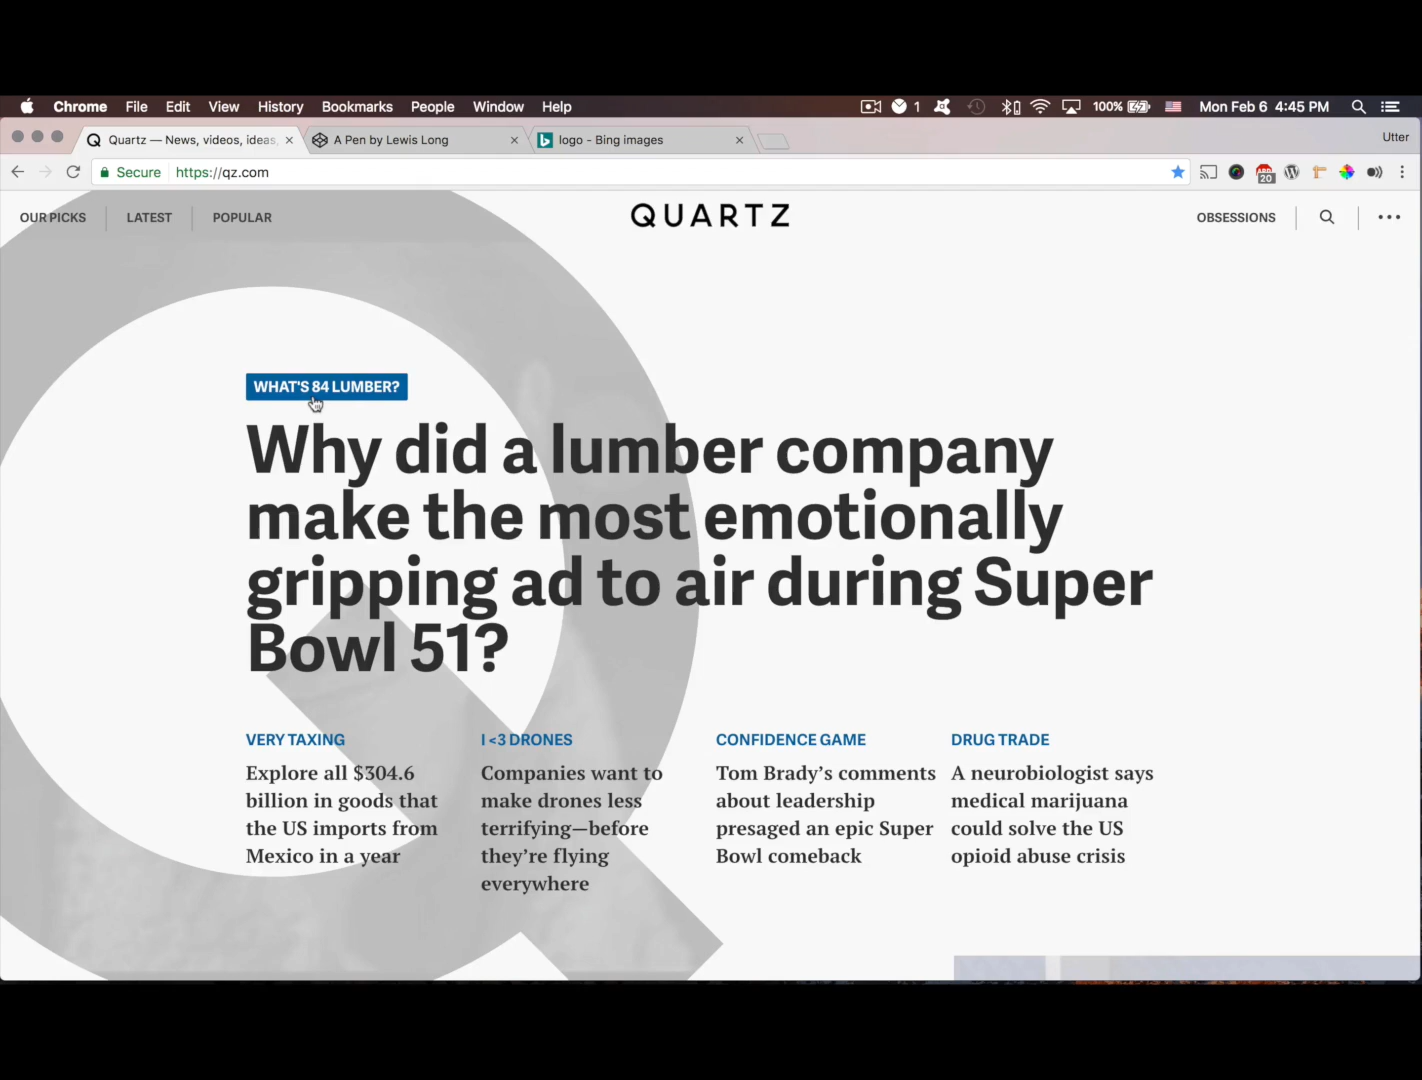 Chrome File Edit View History Bookmarks People Window Help 1 100% Mon Feb 6 4:45 PM
Quartz — News, videos, ideas, A Pen by Lewis Long logo - Bing images Utter
Secure https://qz.com 20
OUR PICKS LATEST POPULAR QUARTZ OBSESSIONS
WHAT'S 84 LUMBER?
Why did a lumber company
make the most emotionally
gripping ad to air during Super
Bowl 51?
VERY TAXING
Explore all $304.6
billion in goods that
the US imports from
Mexico in a year
I <3 DRONES
Companies want to
make drones less
terrifying—before
they're flying
everywhere
CONFIDENCE GAME
Tom Brady's comments
about leadership
presaged an epic Super
Bowl comeback
DRUG TRADE
A neurobiologist says
medical marijuana
could solve the US
opioid abuse crisis